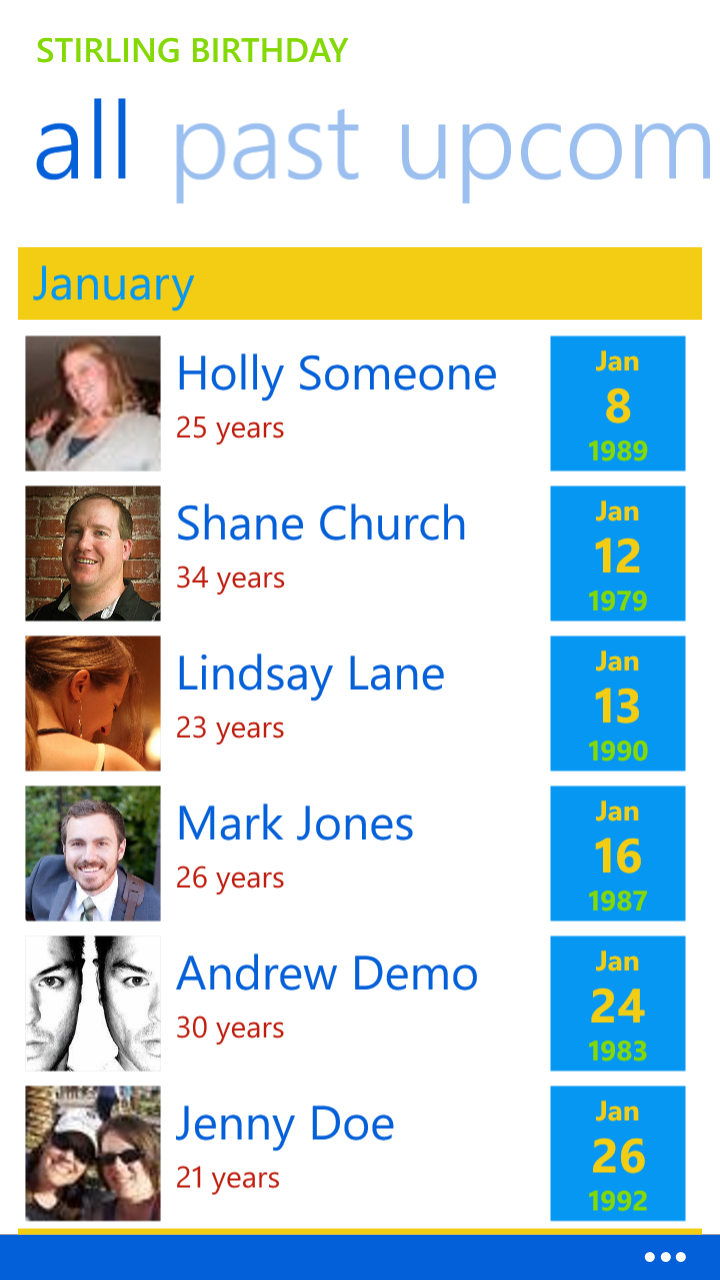 STIRLING BIRTHDAY
all past upcom
January
Holly Someone
25 years
Jan
8
1989
Shane Church
34 years
Jan
12
1979
Lindsay Lane
23 years
Jan
13
1990
Mark Jones
26 years
Jan
16
1987
Andrew Demo
30 years
Jan
24
1983
Jenny Doe
21 years
Jan
26
1992